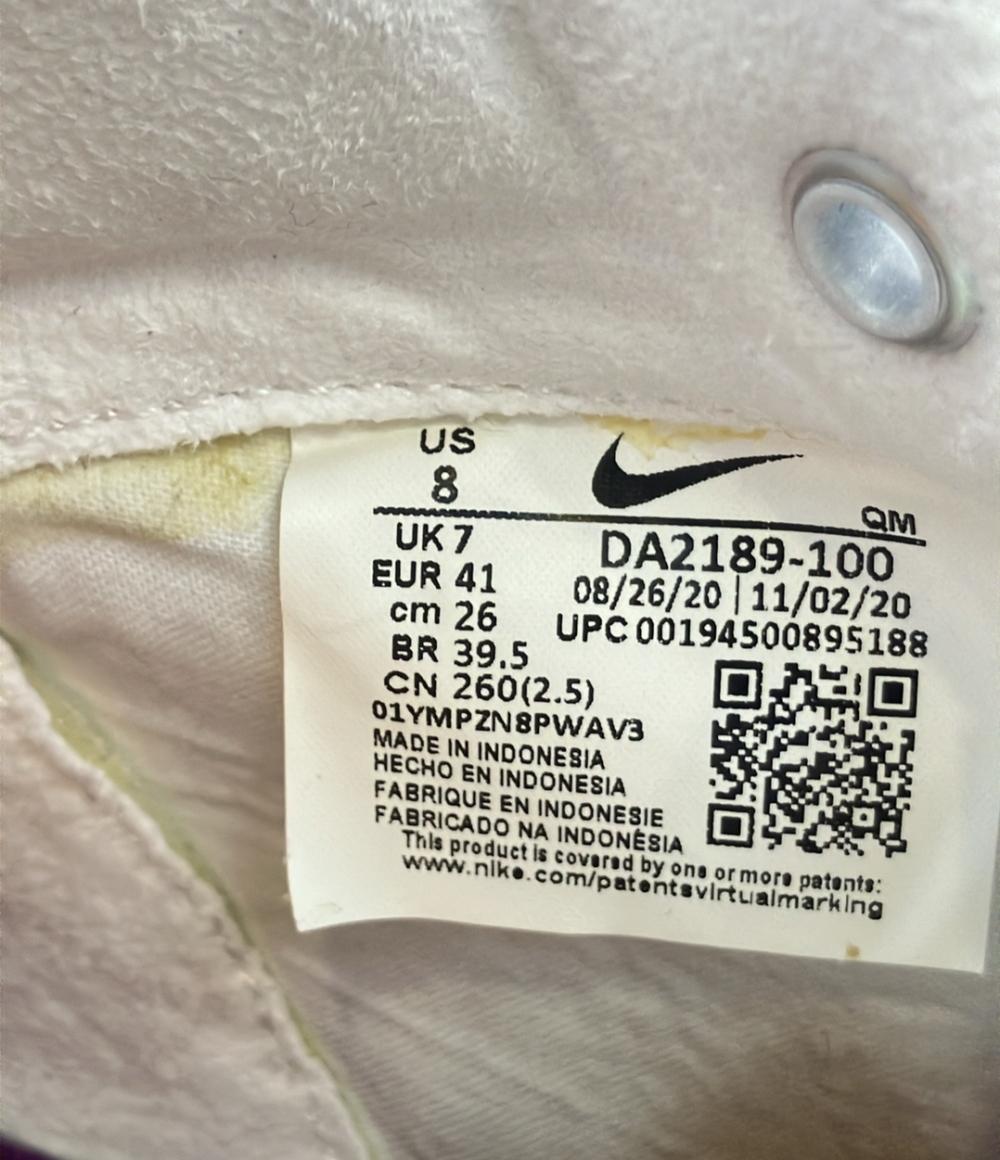 US
8
QM
UK 7
EUR 41
cm 26
BR 39.5
CN 260(2.5)
DA2189-100
08/26/20 | 11/02/20
UPC 00194500895188
01YMPZN8PWAV3
MADE IN INDONESIA
HECHO EN INDONESIA
FABRIQUE EN INDONESIE
FABRICADO NA INDONÉSIA
This product is covered by one or more patents:
www.nike.com/patentsvirtualmarking